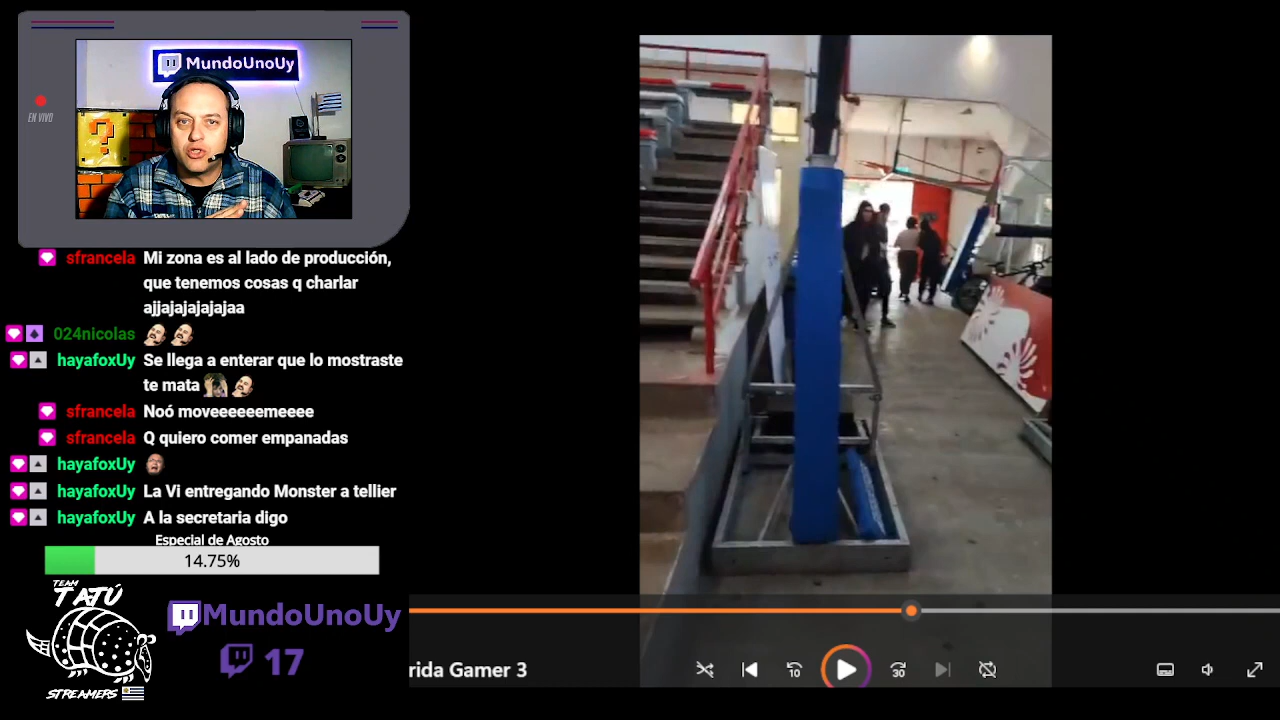 MundoUnoUy
EN VIVO
sfrancela Mi zona es al lado de producción,
que tenemos cosas q charlar
ajjajajajajaa
024nicolas
hayafoxUy Se llega a enterar que lo mostraste
te mata
sfrancela Noó moveeeeeemeeee
sfrancela Q quiero comer empanadas
hayafoxUy
hayafoxUy La Vi entregando Monster a tellier
hayafoxUy A la secretaria digo
Especial de Agosto
14.75%
TEAM
TATÚ
STREAMERS
MundoUnoUy
17
rida Gamer 3
10
30